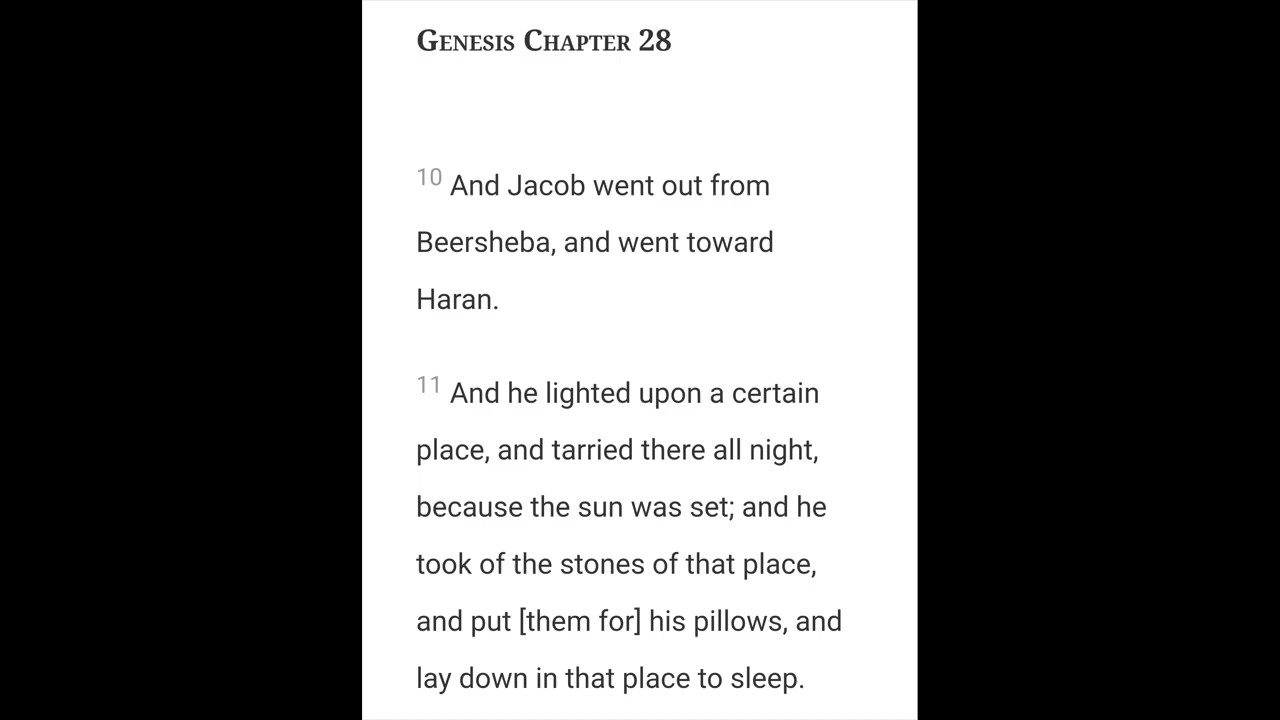 Genesis Chapter 28
10 And Jacob went out from
Beersheba, and went toward
Haran.
11 And he lighted upon a certain
place, and tarried there all night,
because the sun was set; and he
took of the stones of that place,
and put [them for] his pillows, and
lay down in that place to sleep.